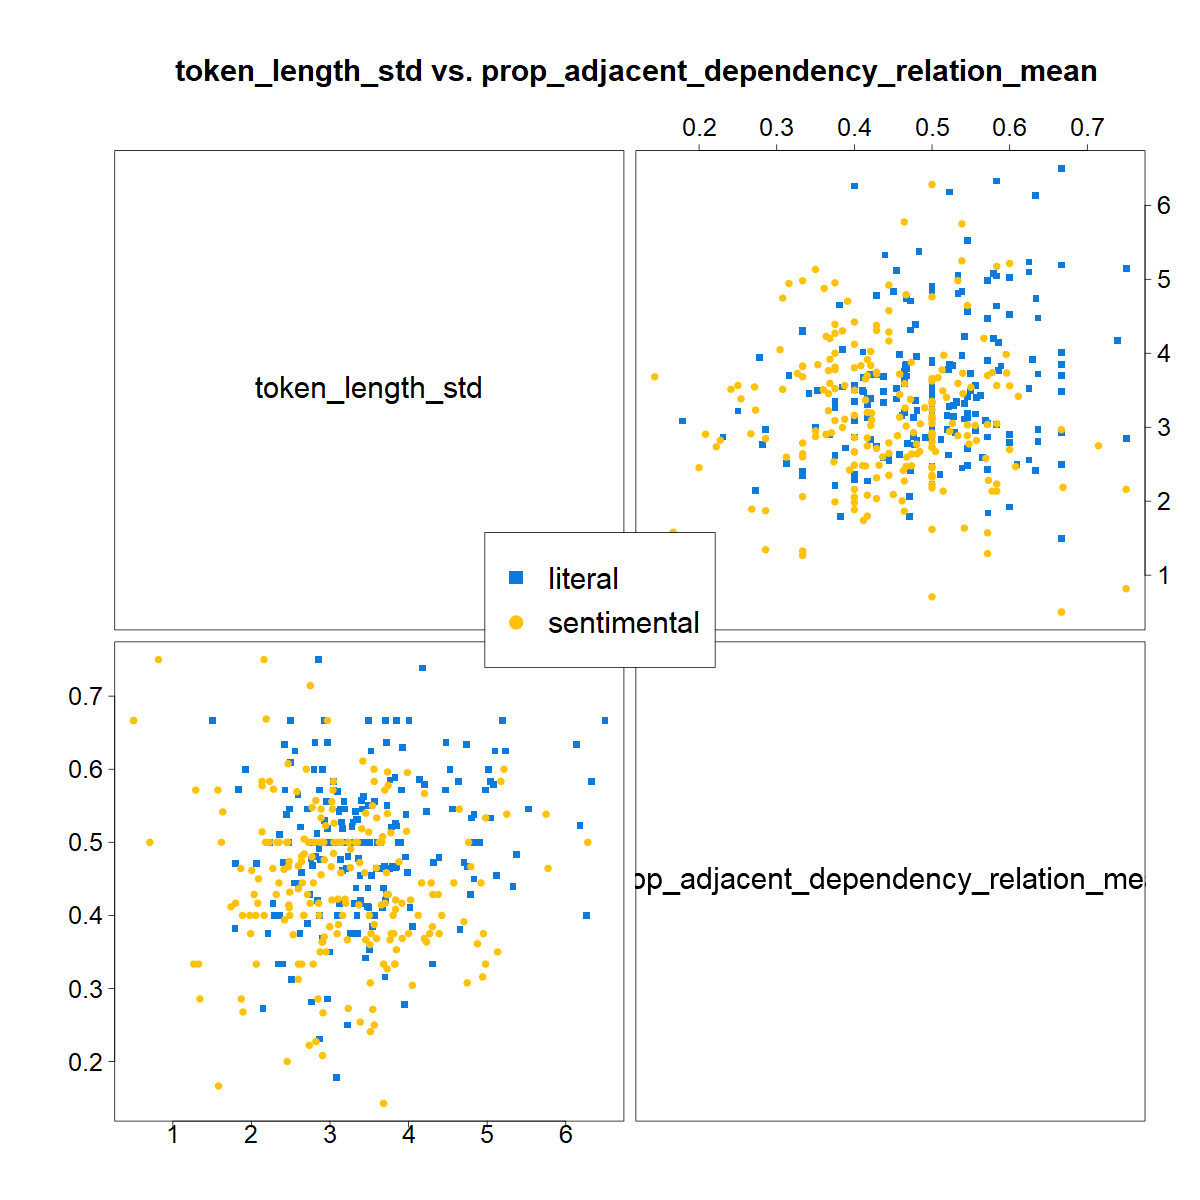 token_length_std vs. prop_adjacent_dependency_relation_mean
0.2 0.3 0.4 0.5 0.6 0.7
6
5
4
3
2
1
token_length_std
literal
sentimental
0.7
0.6
0.5
0.4
0.3
0.2
op_adjacent_dependency_relation_me
1 2 3 4 5 6